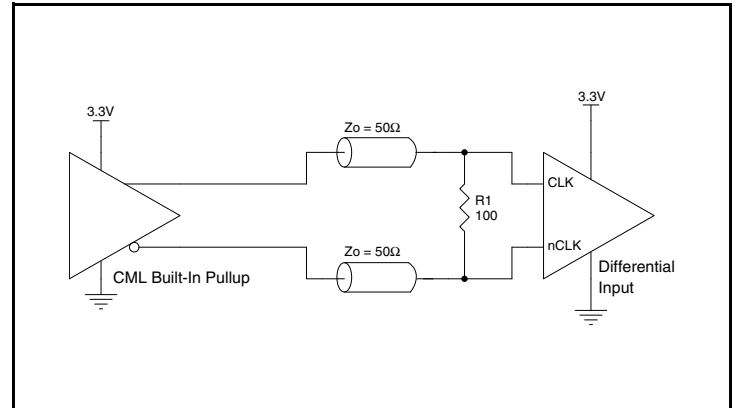 3.3V
3.3V
Zo = 50Ω
CLK
R1
100
nCLK
Zo = 50Ω
Differential
Input
CML Built-In Pullup